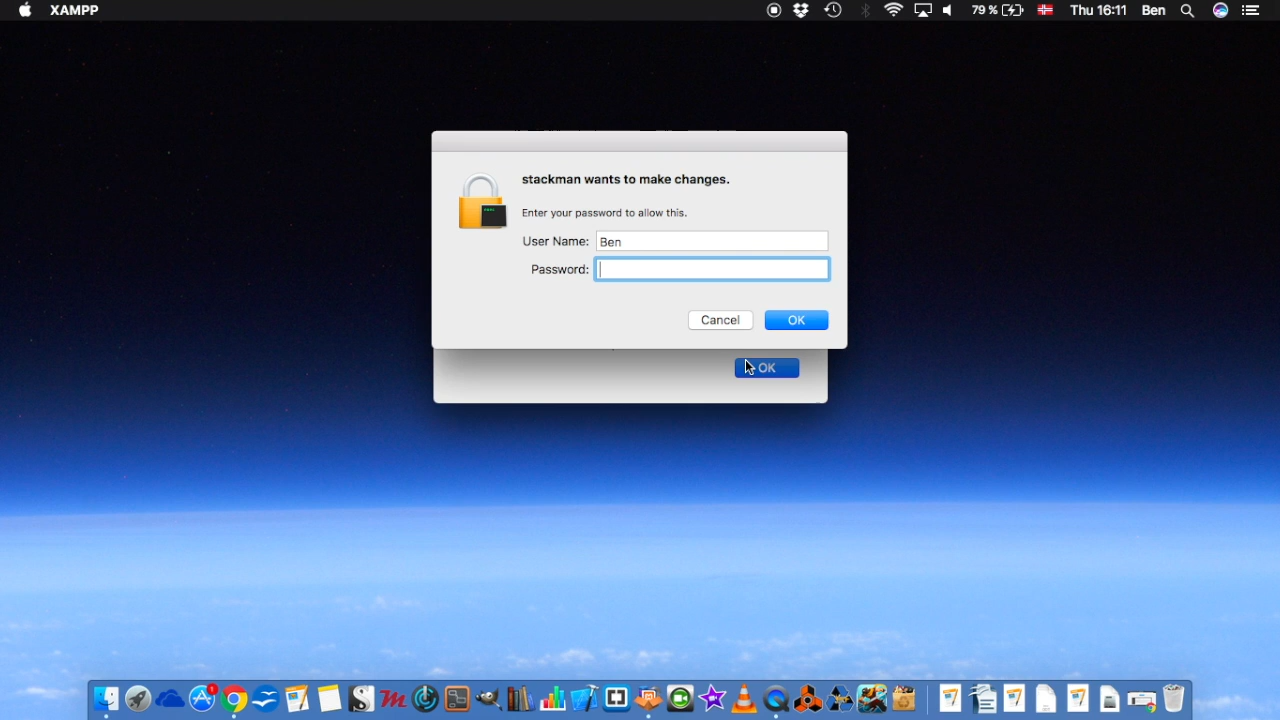 XAMPP 79 % Thu 16:11 Ben
stackman wants to make changes.
Enter your password to allow this.
User Name: Ben
Password:
Cancel OK
OK
1